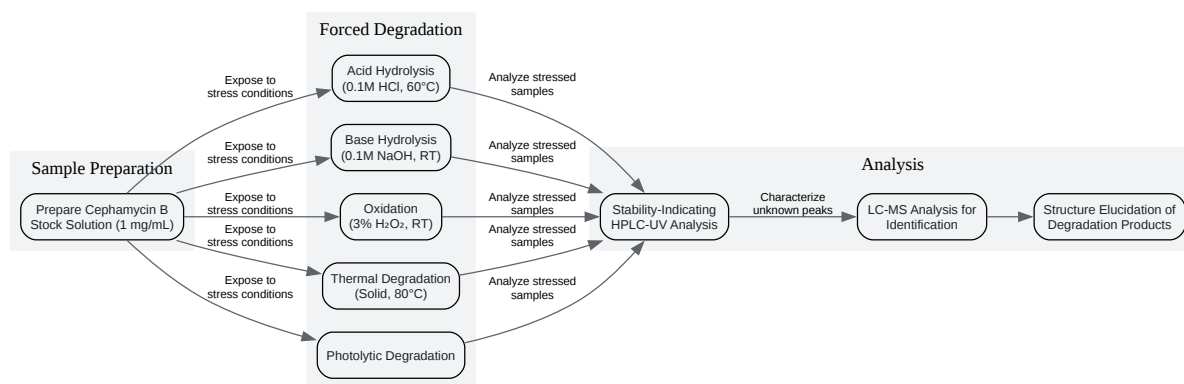 Forced Degradation
Acid Hydrolysis
(0.1M HCl, 60°C)
Expose to
stress conditions
Analyze stressed
samples
Base Hydrolysis
(0.1M NaOH, RT)
Expose to
stress conditions
Analyze stressed
samples
Sample Preparation
Analysis
Prepare Cephamycin B
Stock Solution (1 mg/mL)
Expose to
stress conditions
Oxidation
(3% H₂O₂, RT)
Analyze stressed
samples
Stability-Indicating
HPLC-UV Analysis
Characterize
unknown peaks
LC-MS Analysis for
Identification
Structure Elucidation of
Degradation Products
Expose to
stress conditions
Analyze stressed
samples
Thermal Degradation
(Solid, 80°C)
Expose to
stress conditions
Analyze stressed
samples
Photolytic Degradation